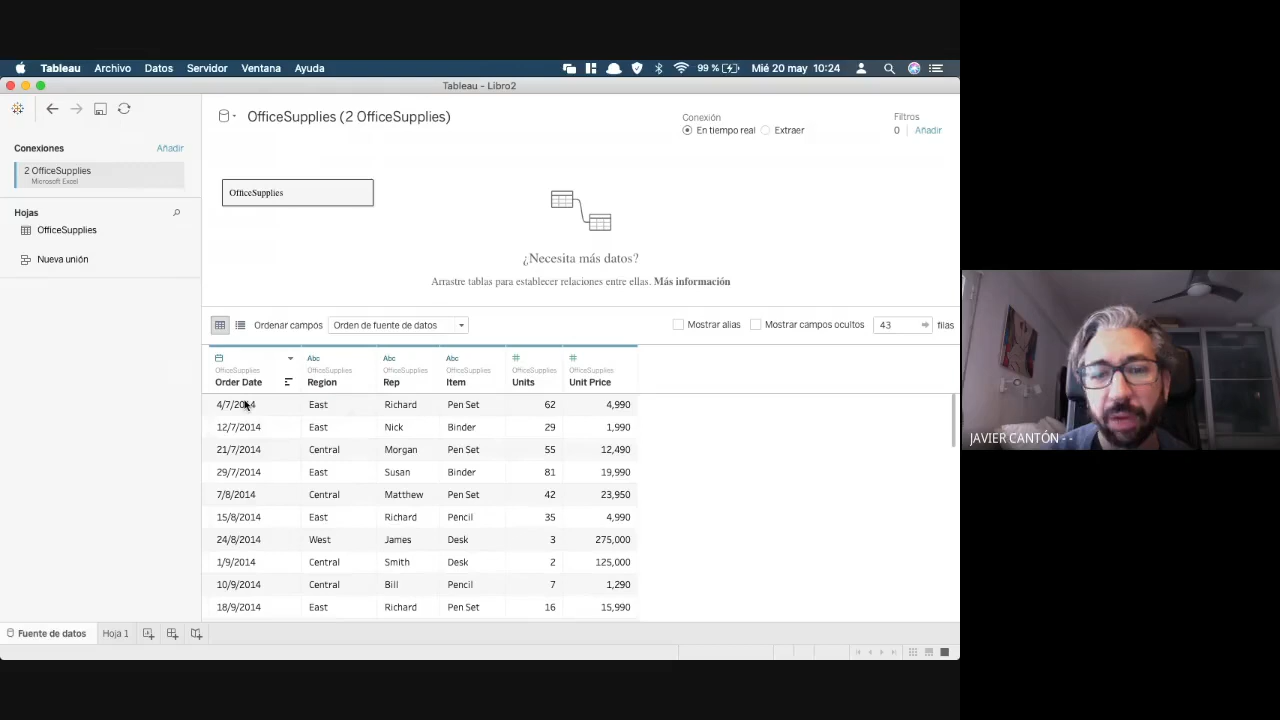 Tableau Archivo Datos Servidor Ventana Ayuda 99 % Mié 20 may 10:24
Tableau - Libro2
OfficeSupplies (2 OfficeSupplies)
Conexión
En tiempo real Extraer
Filtros
0 Añadir
Conexiones Añadir
2 OfficeSupplies
Microsoft Excel
Hojas
OfficeSupplies
Nueva unión
OfficeSupplies
¿Necesita más datos?
Arrastre tablas para establecer relaciones entre ellas. Más información
Ordenar campos Orden de fuente de datos Mostrar alias Mostrar campos ocultos 43 filas
Abc Abc Abc # #
OfficeSupplies OfficeSupplies OfficeSupplies OfficeSupplies OfficeSupplies OfficeSupplies
Order Date Region Rep Item Units Unit Price
4/7/2014 East Richard Pen Set 62 4,990
12/7/2014 East Nick Binder 29 1,990
21/7/2014 Central Morgan Pen Set 55 12,490
29/7/2014 East Susan Binder 81 19,990
7/8/2014 Central Matthew Pen Set 42 23,950
15/8/2014 East Richard Pencil 35 4,990
24/8/2014 West James Desk 3 275,000
1/9/2014 Central Smith Desk 2 125,000
10/9/2014 Central Bill Pencil 7 1,290
18/9/2014 East Richard Pen Set 16 15,990
Fuente de datos Hoja 1
JAVIER CANTÓN - -